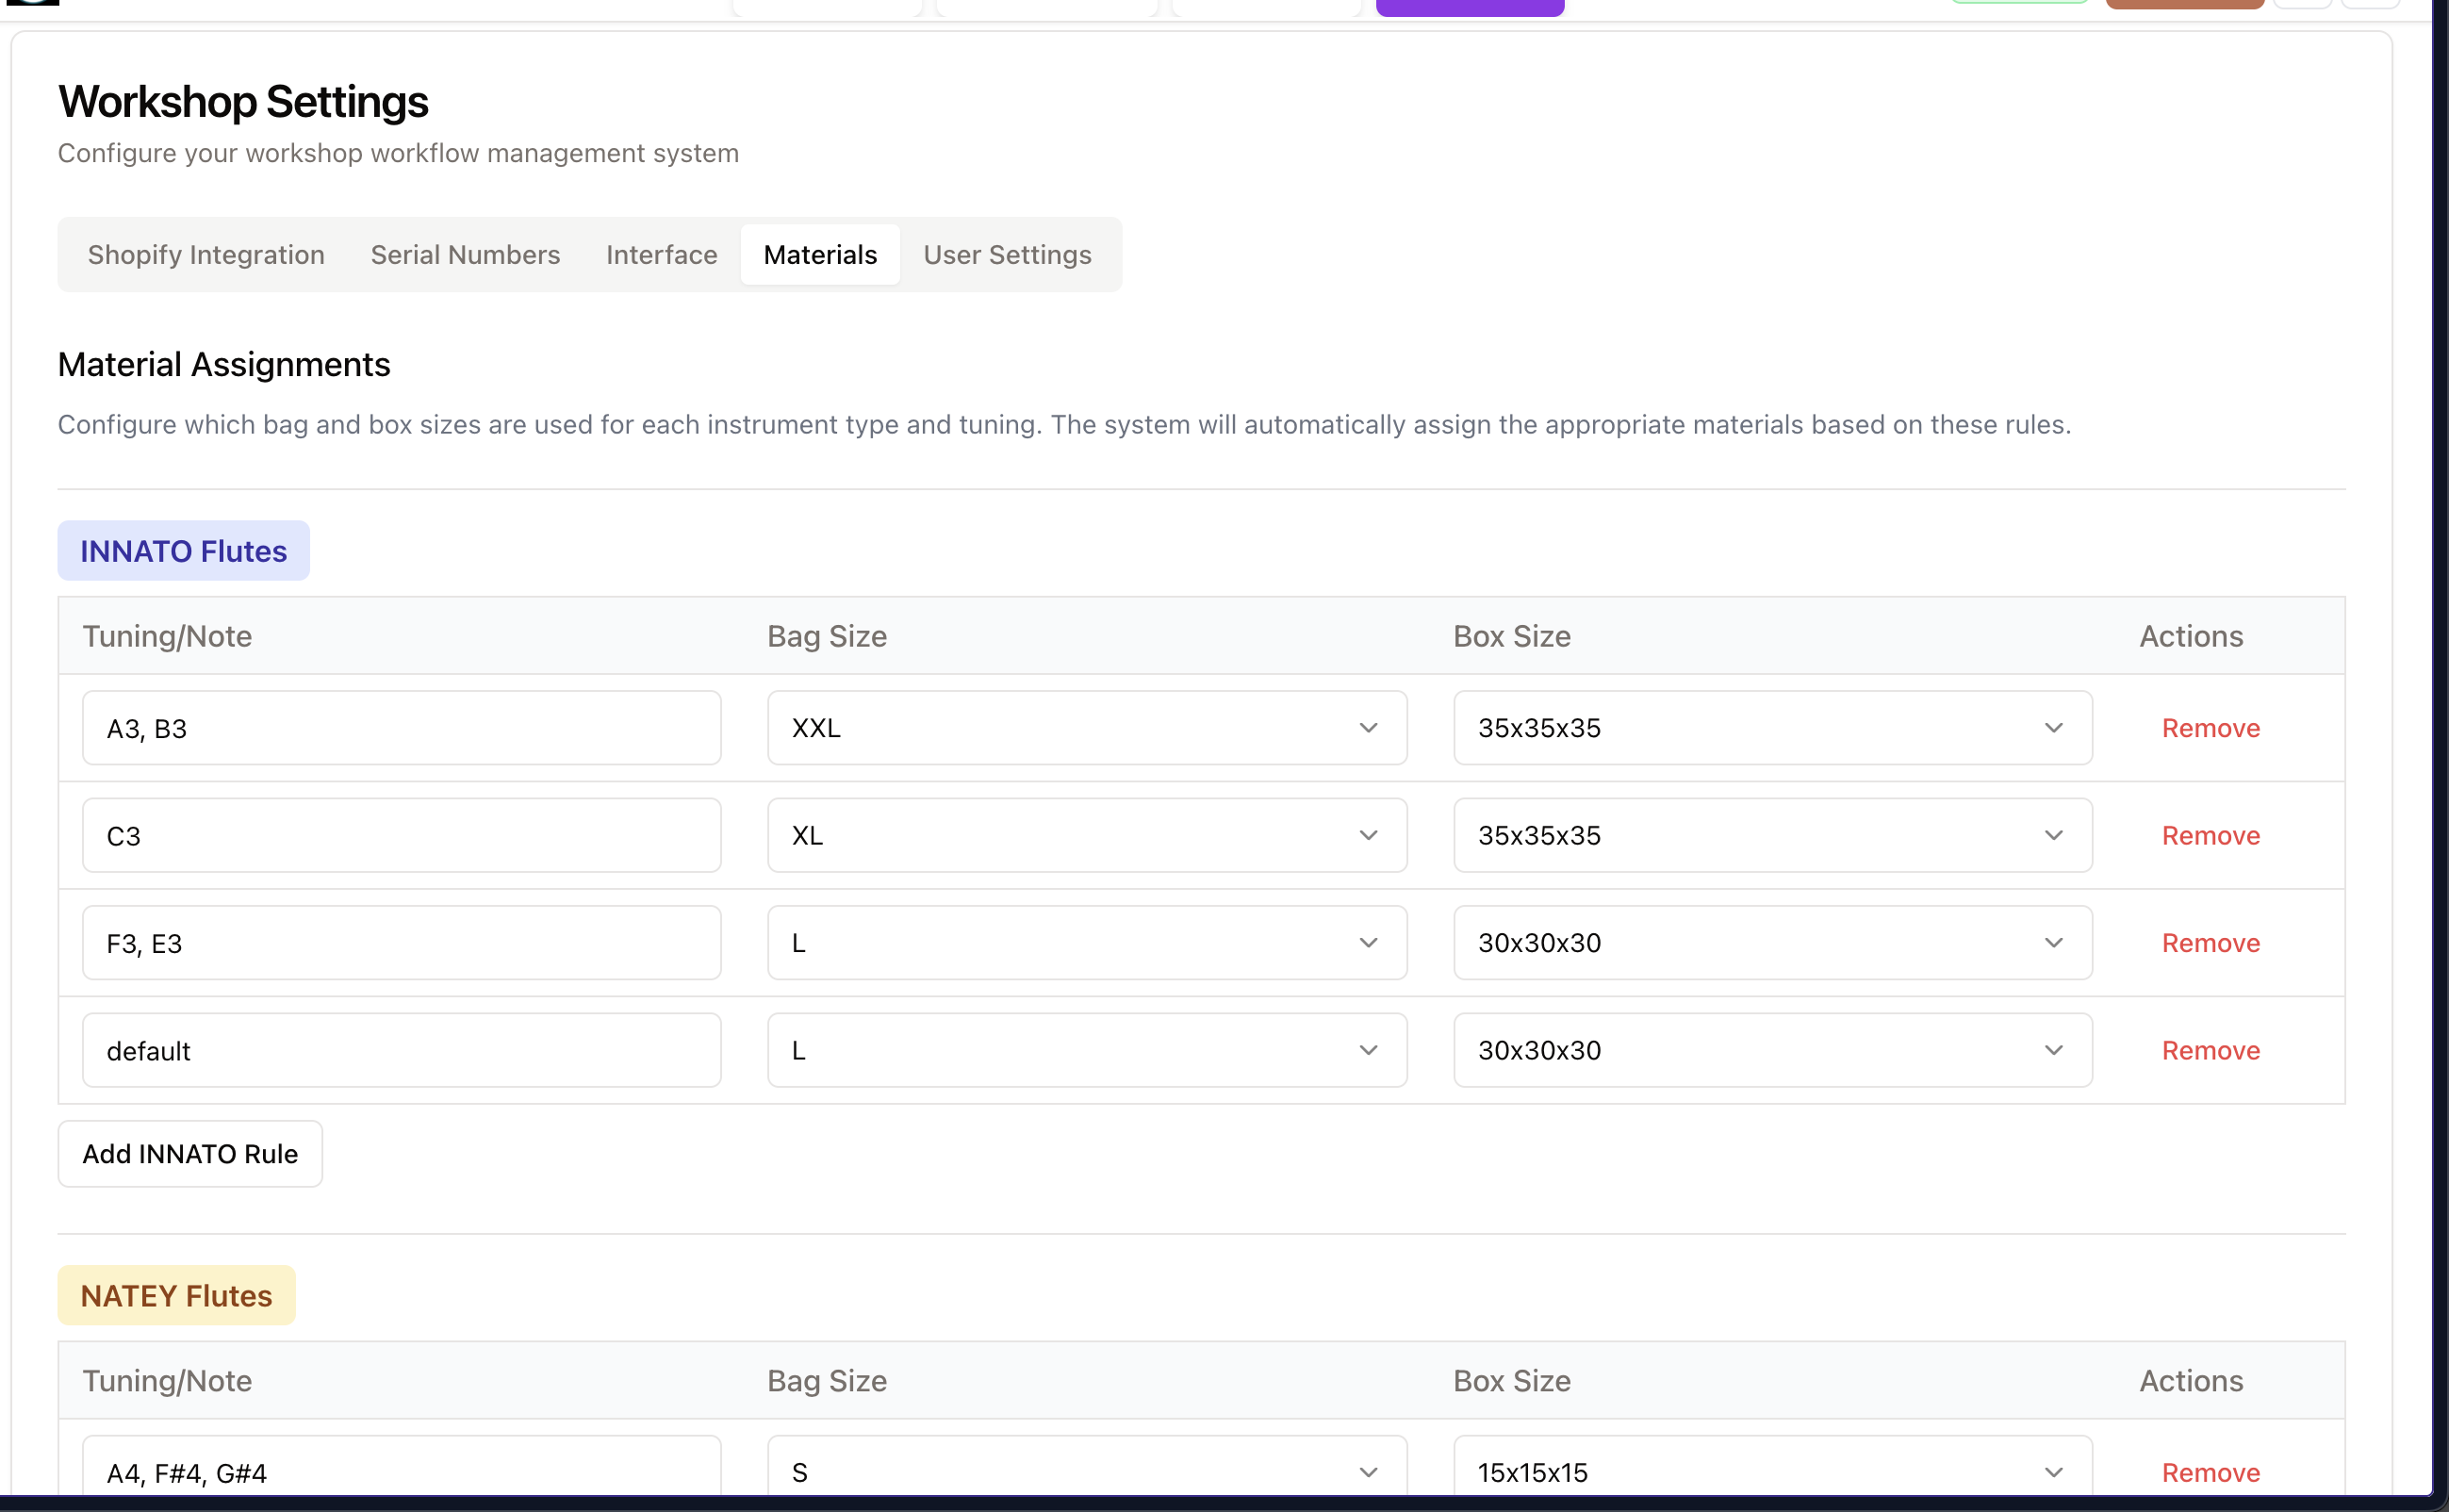 Workshop Settings
Configure your workshop workflow management system
Shopify Integration Serial Numbers Interface Materials User Settings
Material Assignments
Configure which bag and box sizes are used for each instrument type and tuning. The system will automatically assign the appropriate materials based on these rules.
INNATO Flutes
Tuning/Note Bag Size Box Size Actions
A3, B3 XXL 35x35x35 Remove
C3 XL 35x35x35 Remove
F3, E3 L 30x30x30 Remove
default L 30x30x30 Remove
Add INNATO Rule
NATEY Flutes
Tuning/Note Bag Size Box Size Actions
A4, F#4, G#4 S 15x15x15 Remove